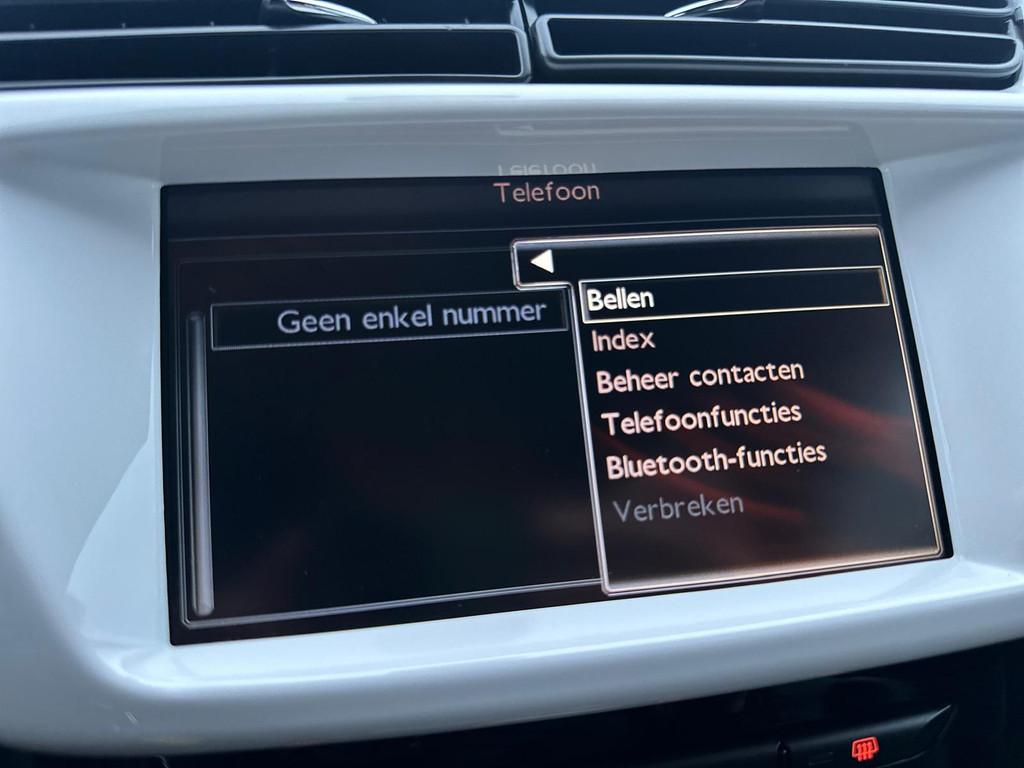 Telefoon
Geen enkel nummer
Bellen
Index
Beheer contacten
Telefoonfuncties
Bluetooth-functies
Verbreken